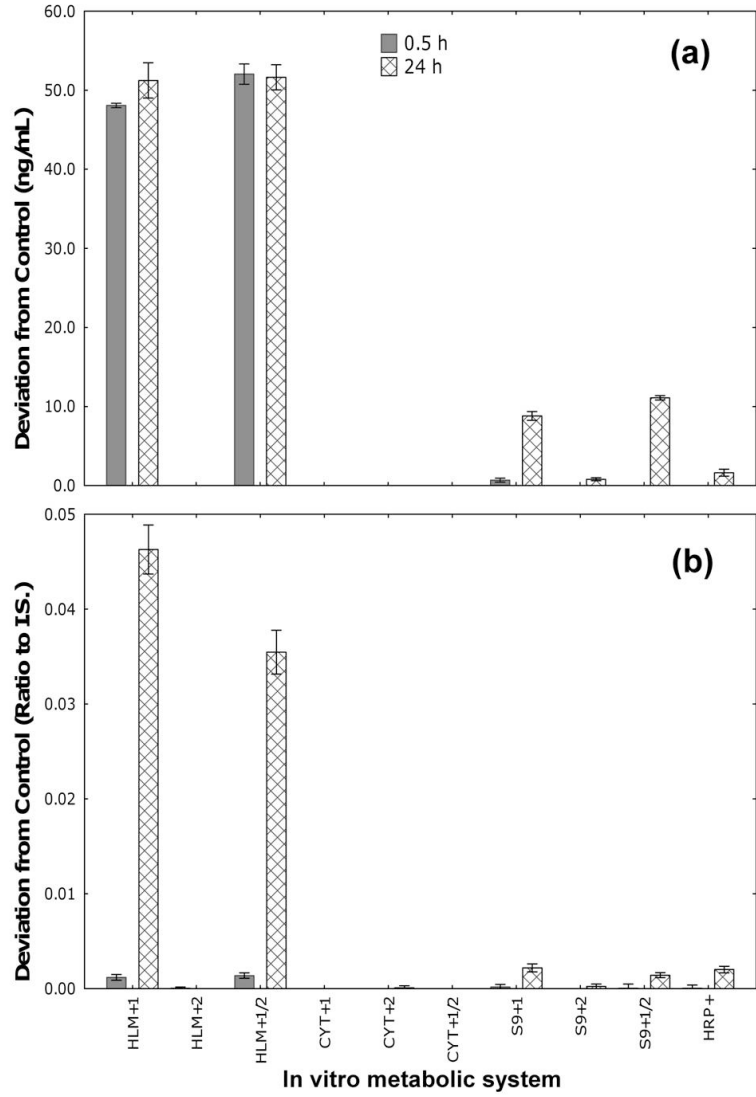 60.0
0.5 h
(a)
24 h
50.0
40.0
30.0
20.0
10.0
0.0
Deviation from Control (ng/mL)
0.05
(b)
0.04
0.03
0.02
0.01
0.00
Deviation from Control (Ratio to I.S.)
HLM+1
HLM+2
HLM+1/2
CYT+1
CYT+2
CYT+1/2
S9+1
S9+2
S9+1/2
HRP+
In vitro metabolic system